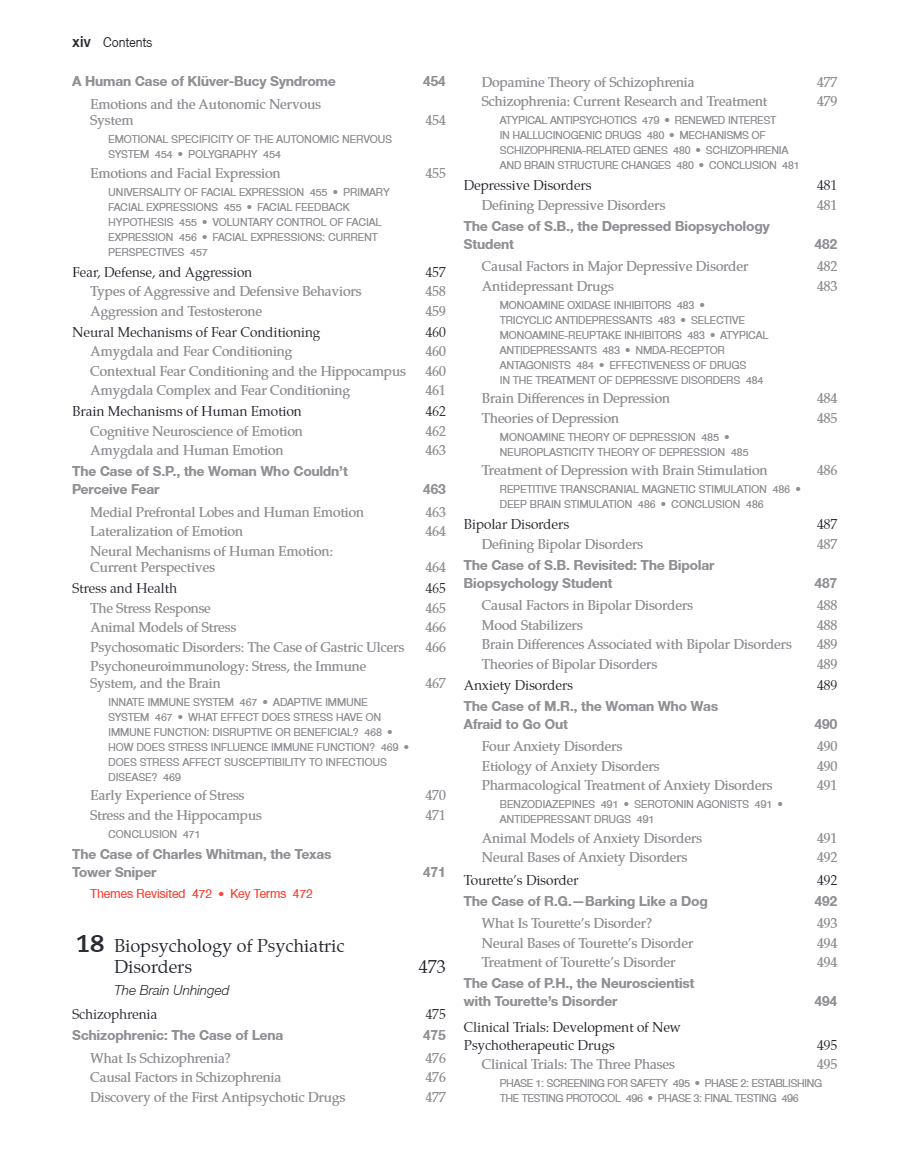 xiv Contents
A Human Case of Klüver-Bucy Syndrome 454
Emotions and the Autonomic Nervous
System 454
EMOTIONAL SPECIFICITY OF THE AUTONOMIC NERVOUS
SYSTEM 454 • POLYGRAPHY 454
Emotions and Facial Expression 455
UNIVERSALITY OF FACIAL EXPRESSION 455 • PRIMARY
FACIAL EXPRESSIONS 455 • FACIAL FEEDBACK
HYPOTHESIS 455 • VOLUNTARY CONTROL OF FACIAL
EXPRESSION 456 • FACIAL EXPRESSIONS: CURRENT
PERSPECTIVES 457
Fear, Defense, and Aggression 457
Types of Aggressive and Defensive Behaviors 458
Aggression and Testosterone 459
Neural Mechanisms of Fear Conditioning 460
Amygdala and Fear Conditioning 460
Contextual Fear Conditioning and the Hippocampus 460
Amygdala Complex and Fear Conditioning 461
Brain Mechanisms of Human Emotion 462
Cognitive Neuroscience of Emotion 462
Amygdala and Human Emotion 463
The Case of S.P., the Woman Who Couldn't
Perceive Fear 463
Medial Prefrontal Lobes and Human Emotion 463
Lateralization of Emotion 464
Neural Mechanisms of Human Emotion:
Current Perspectives 464
Stress and Health 465
The Stress Response 465
Animal Models of Stress 466
Psychosomatic Disorders: The Case of Gastric Ulcers 466
Psychoneuroimmunology: Stress, the Immune
System, and the Brain 467
INNATE IMMUNE SYSTEM 467 • ADAPTIVE IMMUNE
SYSTEM 467 • WHAT EFFECT DOES STRESS HAVE ON
IMMUNE FUNCTION: DISRUPTIVE OR BENEFICIAL? 468 •
HOW DOES STRESS INFLUENCE IMMUNE FUNCTION? 469 •
DOES STRESS AFFECT SUSCEPTIBILITY TO INFECTIOUS
DISEASE? 469
Early Experience of Stress 470
Stress and the Hippocampus 471
CONCLUSION 471
The Case of Charles Whitman, the Texas
Tower Sniper 471
Themes Revisited 472 • Key Terms 472
18 Biopsychology of Psychiatric
Disorders 473
The Brain Unhinged
Schizophrenia 475
Schizophrenic: The Case of Lena 475
What Is Schizophrenia? 476
Causal Factors in Schizophrenia 476
Discovery of the First Antipsychotic Drugs 477
Dopamine Theory of Schizophrenia 477
Schizophrenia: Current Research and Treatment 479
ATYPICAL ANTIPSYCHOTICS 479 • RENEWED INTEREST
IN HALLUCINOGENIC DRUGS 480 • MECHANISMS OF
SCHIZOPHRENIA-RELATED GENES 480 • SCHIZOPHRENIA
AND BRAIN STRUCTURE CHANGES 480 • CONCLUSION 481
Depressive Disorders 481
Defining Depressive Disorders 481
The Case of S.B., the Depressed Biopsychology
Student 482
Causal Factors in Major Depressive Disorder 482
Antidepressant Drugs 483
MONOAMINE OXIDASE INHIBITORS 483 •
TRICYCLIC ANTIDEPRESSANTS 483 • SELECTIVE
MONOAMINE-REUPTAKE INHIBITORS 483 • ATYPICAL
ANTIDEPRESSANTS 483 • NMDA-RECEPTOR
ANTAGONISTS 484 • EFFECTIVENESS OF DRUGS
IN THE TREATMENT OF DEPRESSIVE DISORDERS 484
Brain Differences in Depression 484
Theories of Depression 485
MONOAMINE THEORY OF DEPRESSION 485 •
NEUROPLASTICITY THEORY OF DEPRESSION 485
Treatment of Depression with Brain Stimulation 486
REPETITIVE TRANSCRANIAL MAGNETIC STIMULATION 486 •
DEEP BRAIN STIMULATION 486 • CONCLUSION 486
Bipolar Disorders 487
Defining Bipolar Disorders 487
The Case of S.B. Revisited: The Bipolar
Biopsychology Student 487
Causal Factors in Bipolar Disorders 488
Mood Stabilizers 488
Brain Differences Associated with Bipolar Disorders 489
Theories of Bipolar Disorders 489
Anxiety Disorders 489
The Case of M.R., the Woman Who Was
Afraid to Go Out 490
Four Anxiety Disorders 490
Etiology of Anxiety Disorders 490
Pharmacological Treatment of Anxiety Disorders 491
BENZODIAZEPINES 491 • SEROTONIN AGONISTS 491 •
ANTIDEPRESSANT DRUGS 491
Animal Models of Anxiety Disorders 491
Neural Bases of Anxiety Disorders 492
Tourette's Disorder 492
The Case of R.G.—Barking Like a Dog 492
What Is Tourette's Disorder? 493
Neural Bases of Tourette's Disorder 494
Treatment of Tourette's Disorder 494
The Case of P.H., the Neuroscientist
with Tourette's Disorder 494
Clinical Trials: Development of New
Psychotherapeutic Drugs 495
Clinical Trials: The Three Phases 495
PHASE 1: SCREENING FOR SAFETY 495 • PHASE 2: ESTABLISHING
THE TESTING PROTOCOL 496 • PHASE 3: FINAL TESTING 496